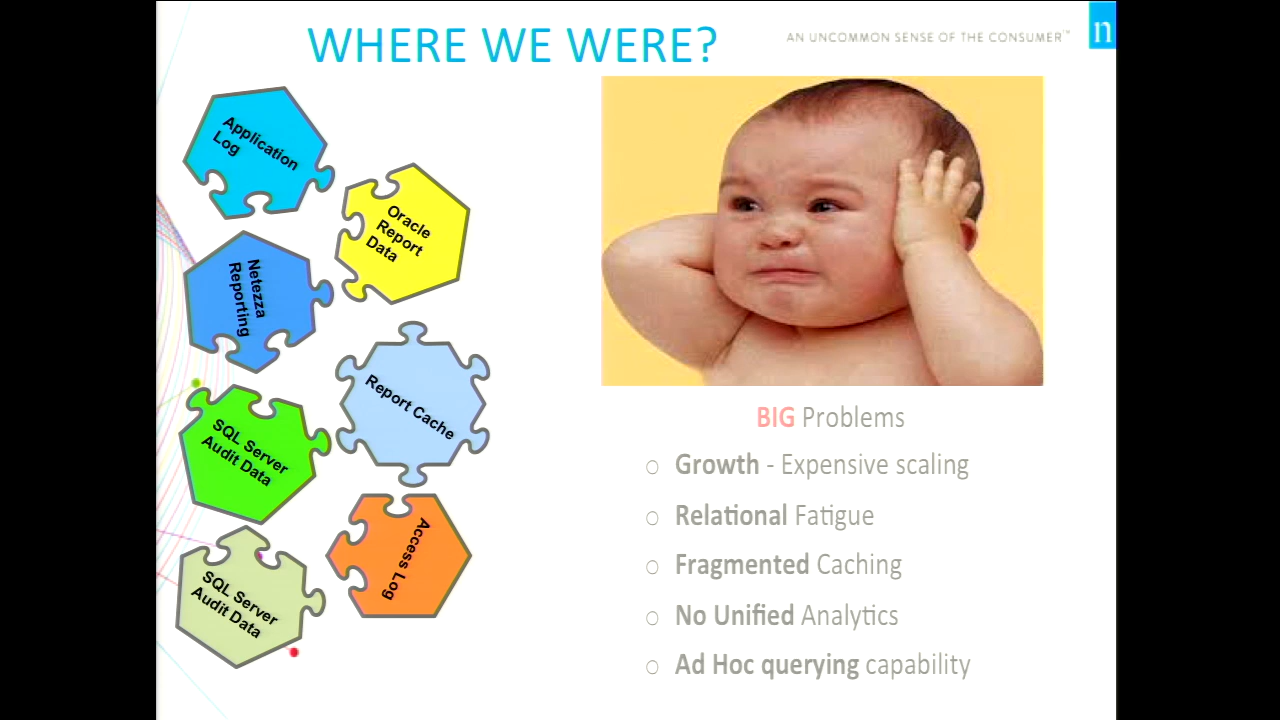 WHERE WE WERE?
AN UNCOMMON SENSE OF THE CONSUMER™
n
Application
Log
Oracle
Report
Data
Netezza
Reporting
Report Cache
SQL Server
Audit Data
Access Log
SQL Server
Audit Data
BIG Problems
○ Growth - Expensive scaling
○ Relational Fatigue
○ Fragmented Caching
○ No Unified Analytics
○ Ad Hoc querying capability